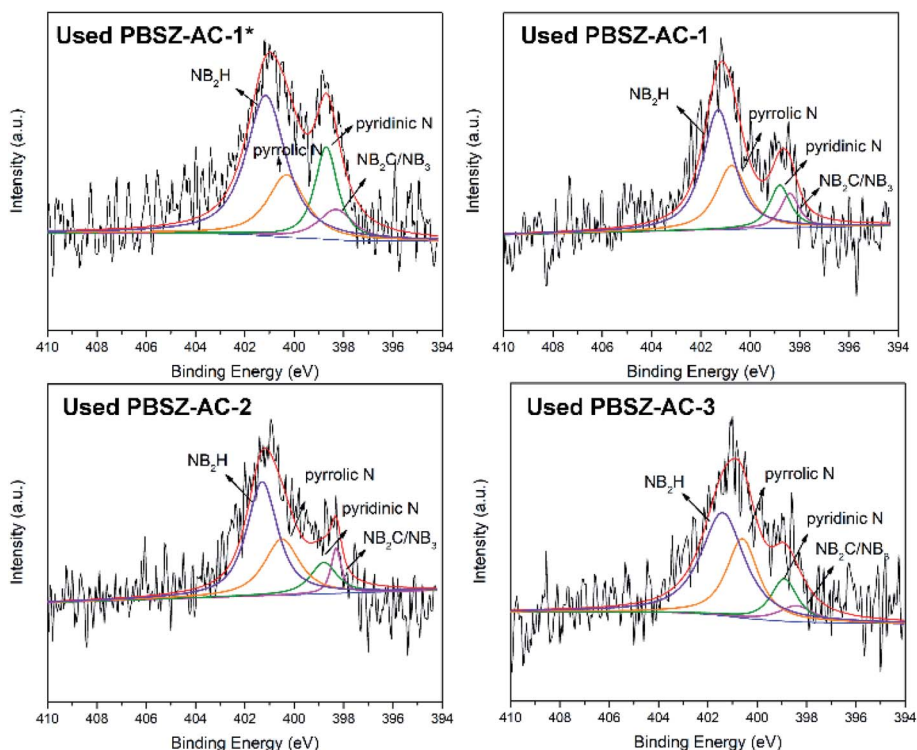 Used PBSZ-AC-1*
NB₂H
pyrrolic N
pyridinic N
NB₂C/NB₃
Intensity (a.u.)
410 408 406 404 402 400 398 396 394
Binding Energy (eV)
Used PBSZ-AC-1
NB₂H
pyrrolic N
pyridinic N
NB₂C/NB₃
Intensity (a.u.)
410 408 406 404 402 400 398 396 394
Binding Energy (eV)
Used PBSZ-AC-2
NB₂H
pyrrolic N
pyridinic N
NB₂C/NB₃
Intensity (a.u.)
410 408 406 404 402 400 398 396 394
Binding Energy (eV)
Used PBSZ-AC-3
NB₂H
pyrrolic N
pyridinic N
NB₂C/NB₃
Intensity (a.u.)
410 408 406 404 402 400 398 396 394
Binding Energy (eV)